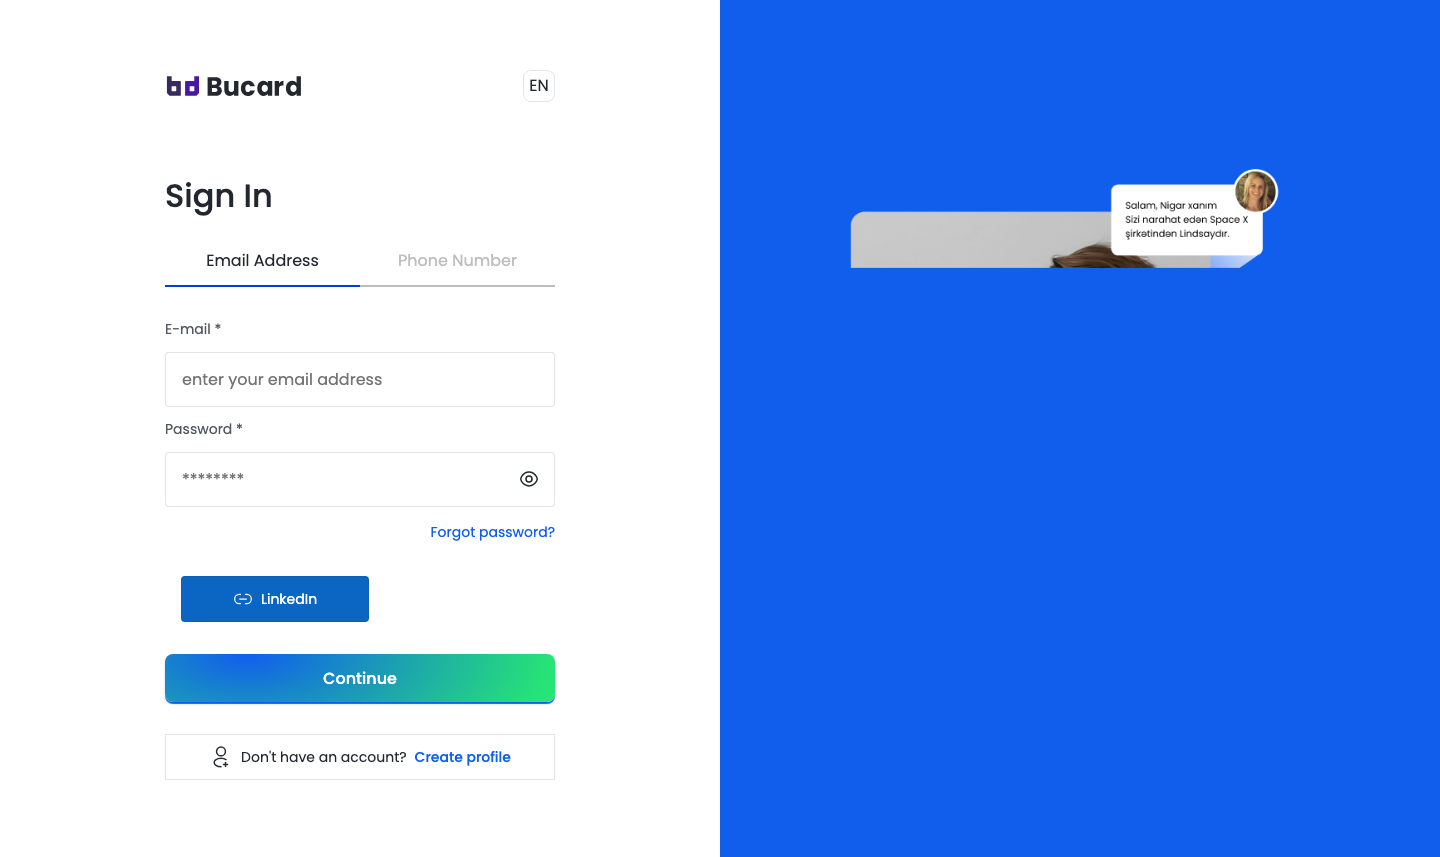 bd Bucard
EN
Sign In
Email Address
Phone Number
E-mail *
enter your email address
Password *
********
Forgot password?
LinkedIn
Continue
Don't have an account? Create profile
Salam, Nigar xanım
Sizi narahat edən Space X
şirkətindən Lindsaydır.